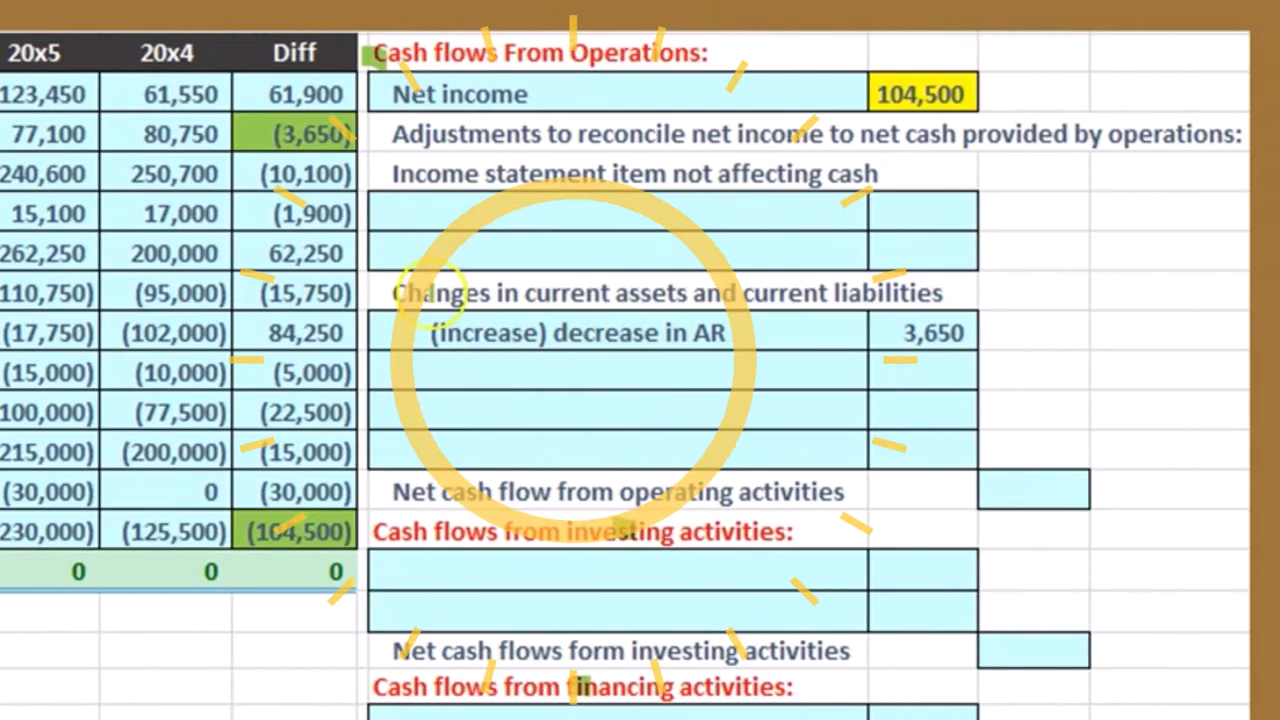 20x5 20x4 Diff Cash flows From Operations:
123,450 61,550 61,900 Net income 104,500
77,100 80,750 (3,650) Adjustments to reconcile net income to net cash provided by operations:
240,600 250,700 (10,100) Income statement item not affecting cash
15,100 17,000 (1,900)
262,250 200,000 62,250
110,750) (95,000) (15,750) Changes in current assets and current liabilities
(17,750) (102,000) 84,250 (increase) decrease in AR 3,650
(15,000) (10,000) (5,000)
100,000) (77,500) (22,500)
215,000) (200,000) (15,000)
(30,000) 0 (30,000) Net cash flow from operating activities
230,000) (125,500) (104,500) Cash flows from investing activities:
0 0 0
Net cash flows form investing activities
Cash flows from financing activities: